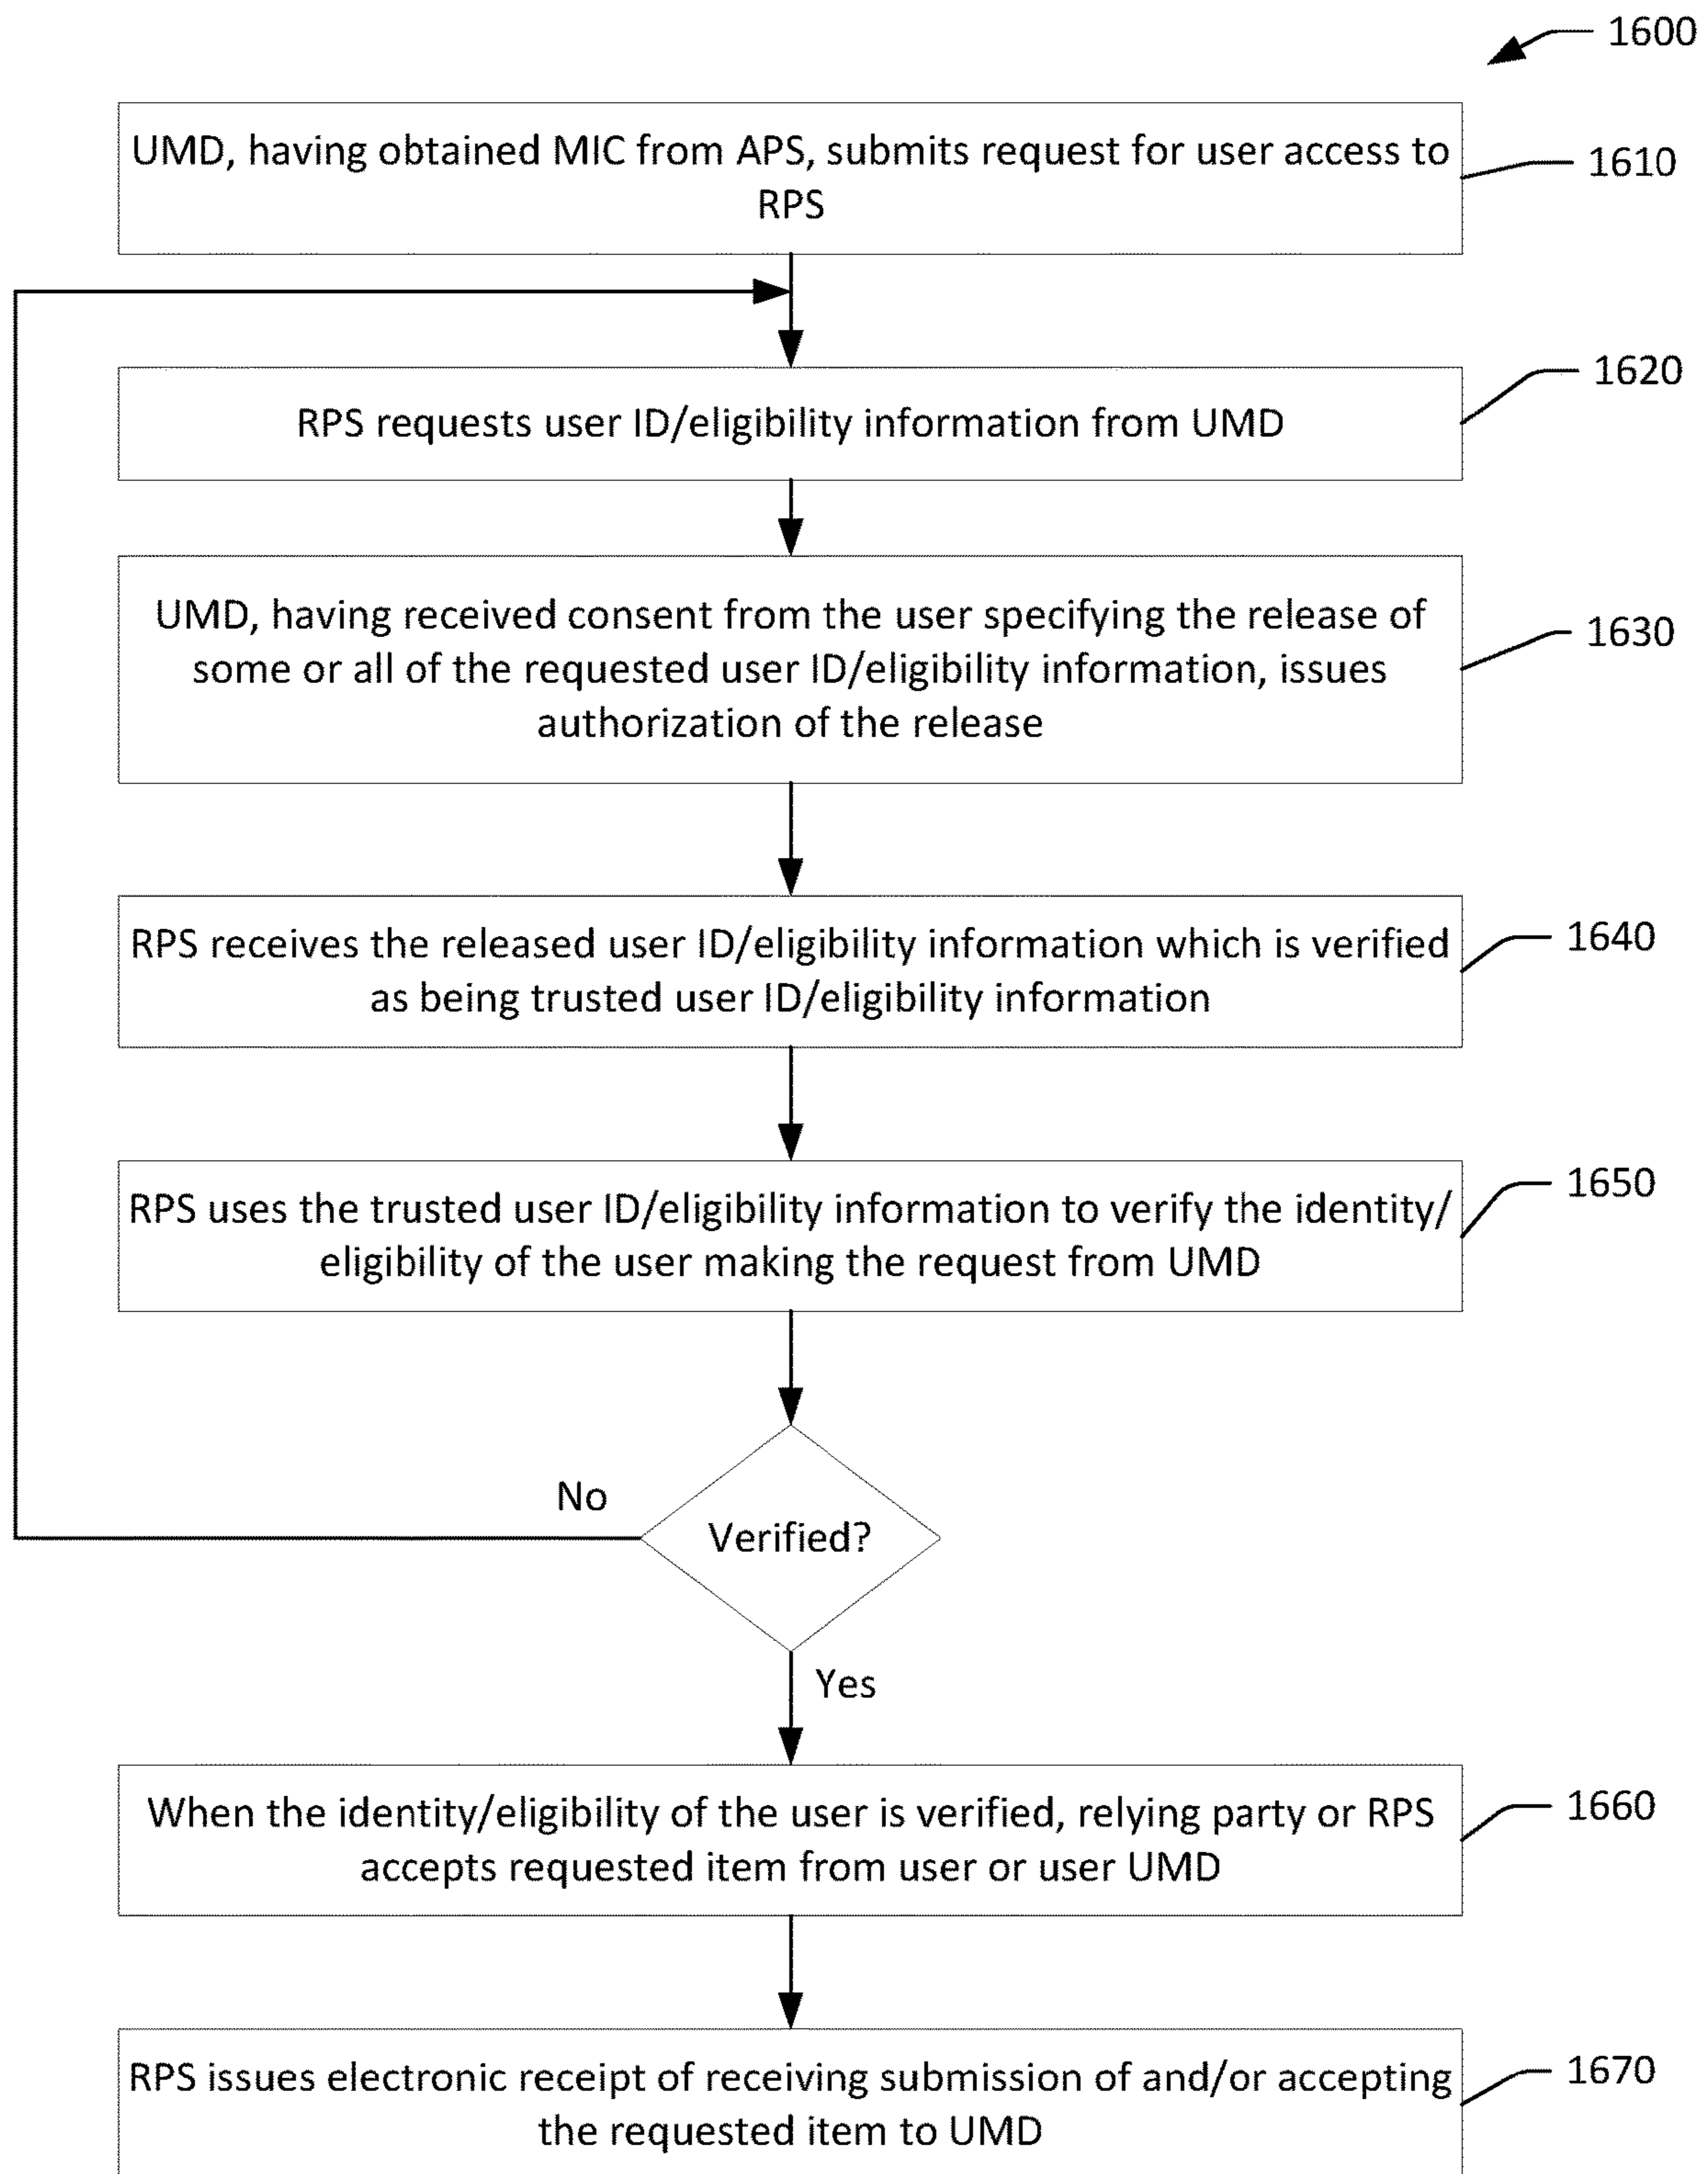 1600
UMD, having obtained MIC from APS, submits request for user access to
RPS
1610
RPS requests user ID/eligibility information from UMD
1620
UMD, having received consent from the user specifying the release of
some or all of the requested user ID/eligibility information, issues
authorization of the release
1630
RPS receives the released user ID/eligibility information which is verified
as being trusted user ID/eligibility information
1640
RPS uses the trusted user ID/eligibility information to verify the identity/
eligibility of the user making the request from UMD
1650
No
Verified?
Yes
When the identity/eligibility of the user is verified, relying party or RPS
accepts requested item from user or user UMD
1660
RPS issues electronic receipt of receiving submission of and/or accepting
the requested item to UMD
1670